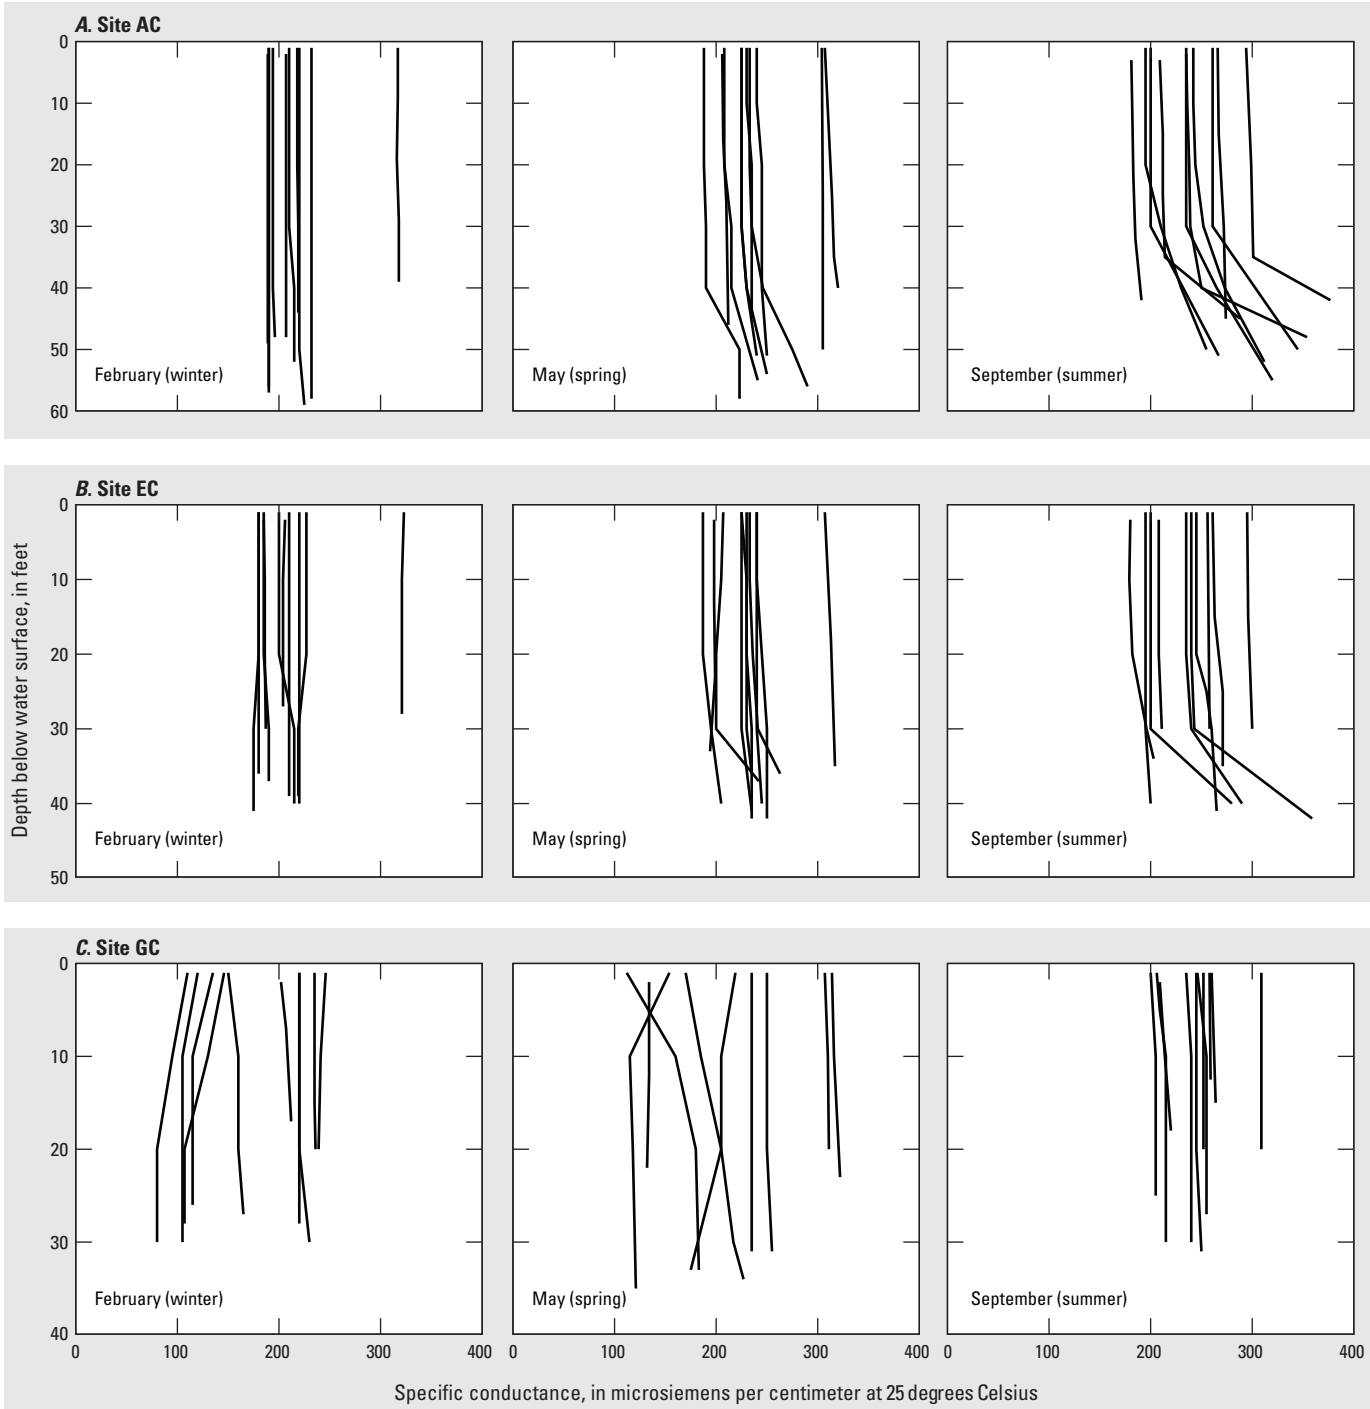 A. Site AC
0
10
20
30
40
50
60
February (winter)
May (spring)
September (summer)
B. Site EC
0
10
20
30
40
50
February (winter)
May (spring)
September (summer)
Depth below water surface, in feet
C. Site GC
0
10
20
30
40
February (winter)
May (spring)
September (summer)
0 100 200 300 400 0 100 200 300 400 0 100 200 300 400
Specific conductance, in microsiemens per centimeter at 25 degrees Celsius